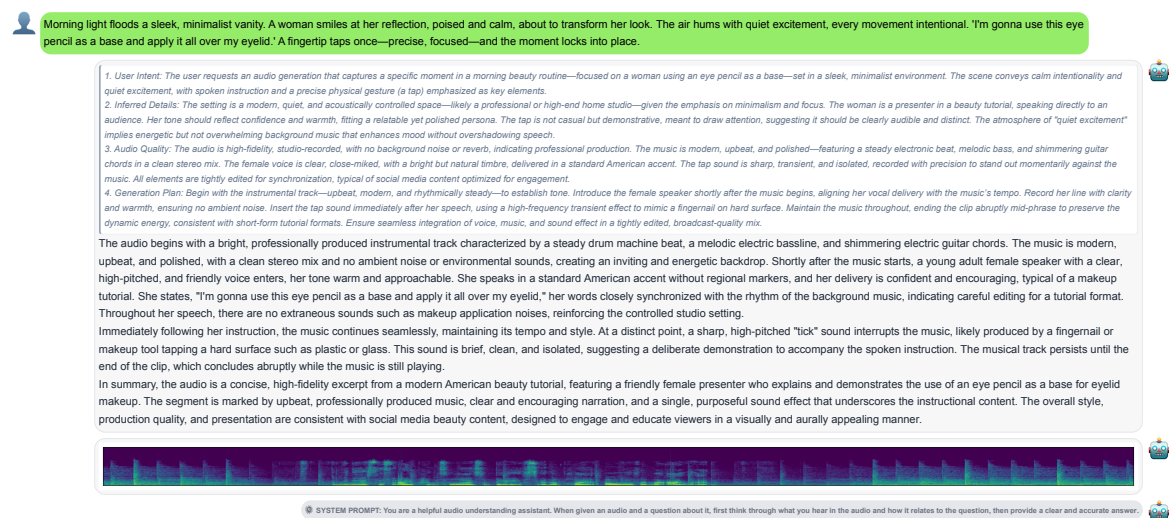 Morning light floods a sleek, minimalist vanity. A woman smiles at her reflection, poised and calm, about to transform her look. The air hums with quiet excitement, every movement intentional. 'I'm gonna use this eye
pencil as a base and apply it all over my eyelid.' A fingertip taps once—precise, focused—and the moment locks into place.
1. User Intent: The user requests an audio generation that captures a specific moment in a morning beauty routine—focused on a woman using an eye pencil as a base—set in a sleek, minimalist environment. The scene conveys calm intentionality and
quiet excitement, with spoken instruction and a precise physical gesture (a tap) emphasized as key elements.
2. Inferred Details: The setting is a modern, quiet, and acoustically controlled space—likely a professional or high-end home studio—given the emphasis on minimalism and focus. The woman is a presenter in a beauty tutorial, speaking directly to an
audience. Her tone should reflect confidence and warmth, fitting a relatable yet polished persona. The tap is not casual but demonstrative, meant to draw attention, suggesting it should be clearly audible and distinct. The atmosphere of "quiet excitement"
implies energetic but not overwhelming background music that enhances mood without overshadowing speech.
3. Audio Quality: The audio is high-fidelity, studio-recorded, with no background noise or reverb, indicating professional production. The music is modern, upbeat, and polished—featuring a steady electronic beat, melodic bass, and shimmering guitar
chords in a clean stereo mix. The female voice is clear, close-miked, with a bright but natural timbre, delivered in a standard American accent. The tap sound is sharp, transient, and isolated, recorded with precision to stand out momentarily against the
music. All elements are tightly edited for synchronization, typical of social media content optimized for engagement.
4. Generation Plan: Begin with the instrumental track—upbeat, modern, and rhythmically steady—to establish tone. Introduce the female speaker shortly after the music begins, aligning her vocal delivery with the music's tempo. Record her line with clarity
and warmth, ensuring no ambient noise. Insert the tap sound immediately after her speech, using a high-frequency transient effect to mimic a fingernail on hard surface. Maintain the music throughout, ending the clip abruptly mid-phrase to preserve the
dynamic energy, consistent with short-form tutorial formats. Ensure seamless integration of voice, music, and sound effect in a tightly edited, broadcast-quality mix.
The audio begins with a bright, professionally produced instrumental track characterized by a steady drum machine beat, a melodic electric bassline, and shimmering electric guitar chords. The music is modern,
upbeat, and polished, with a clean stereo mix and no ambient noise or environmental sounds, creating an inviting and energetic backdrop. Shortly after the music starts, a young adult female speaker with a clear,
high-pitched, and friendly voice enters, her tone warm and approachable. She speaks in a standard American accent without regional markers, and her delivery is confident and encouraging, typical of a makeup
tutorial. She states, "I'm gonna use this eye pencil as a base and apply it all over my eyelid," her words closely synchronized with the rhythm of the background music, indicating careful editing for a tutorial format.
Throughout her speech, there are no extraneous sounds such as makeup application noises, reinforcing the controlled studio setting.
Immediately following her instruction, the music continues seamlessly, maintaining its tempo and style. At a distinct point, a sharp, high-pitched "tick" sound interrupts the music, likely produced by a fingernail or
makeup tool tapping a hard surface such as plastic or glass. This sound is brief, clean, and isolated, suggesting a deliberate demonstration to accompany the spoken instruction. The musical track persists until the
end of the clip, which concludes abruptly while the music is still playing.
In summary, the audio is a concise, high-fidelity excerpt from a modern American beauty tutorial, featuring a friendly female presenter who explains and demonstrates the use of an eye pencil as a base for eyelid
makeup. The segment is marked by upbeat, professionally produced music, clear and encouraging narration, and a single, purposeful sound effect that underscores the instructional content. The overall style,
production quality, and presentation are consistent with social media beauty content, designed to engage and educate viewers in a visually and aurally appealing manner.
SYSTEM PROMPT: You are a helpful audio understanding assistant. When given an audio and a question about it, first think through what you hear in the audio and how it relates to the question, then provide a clear and accurate answer.